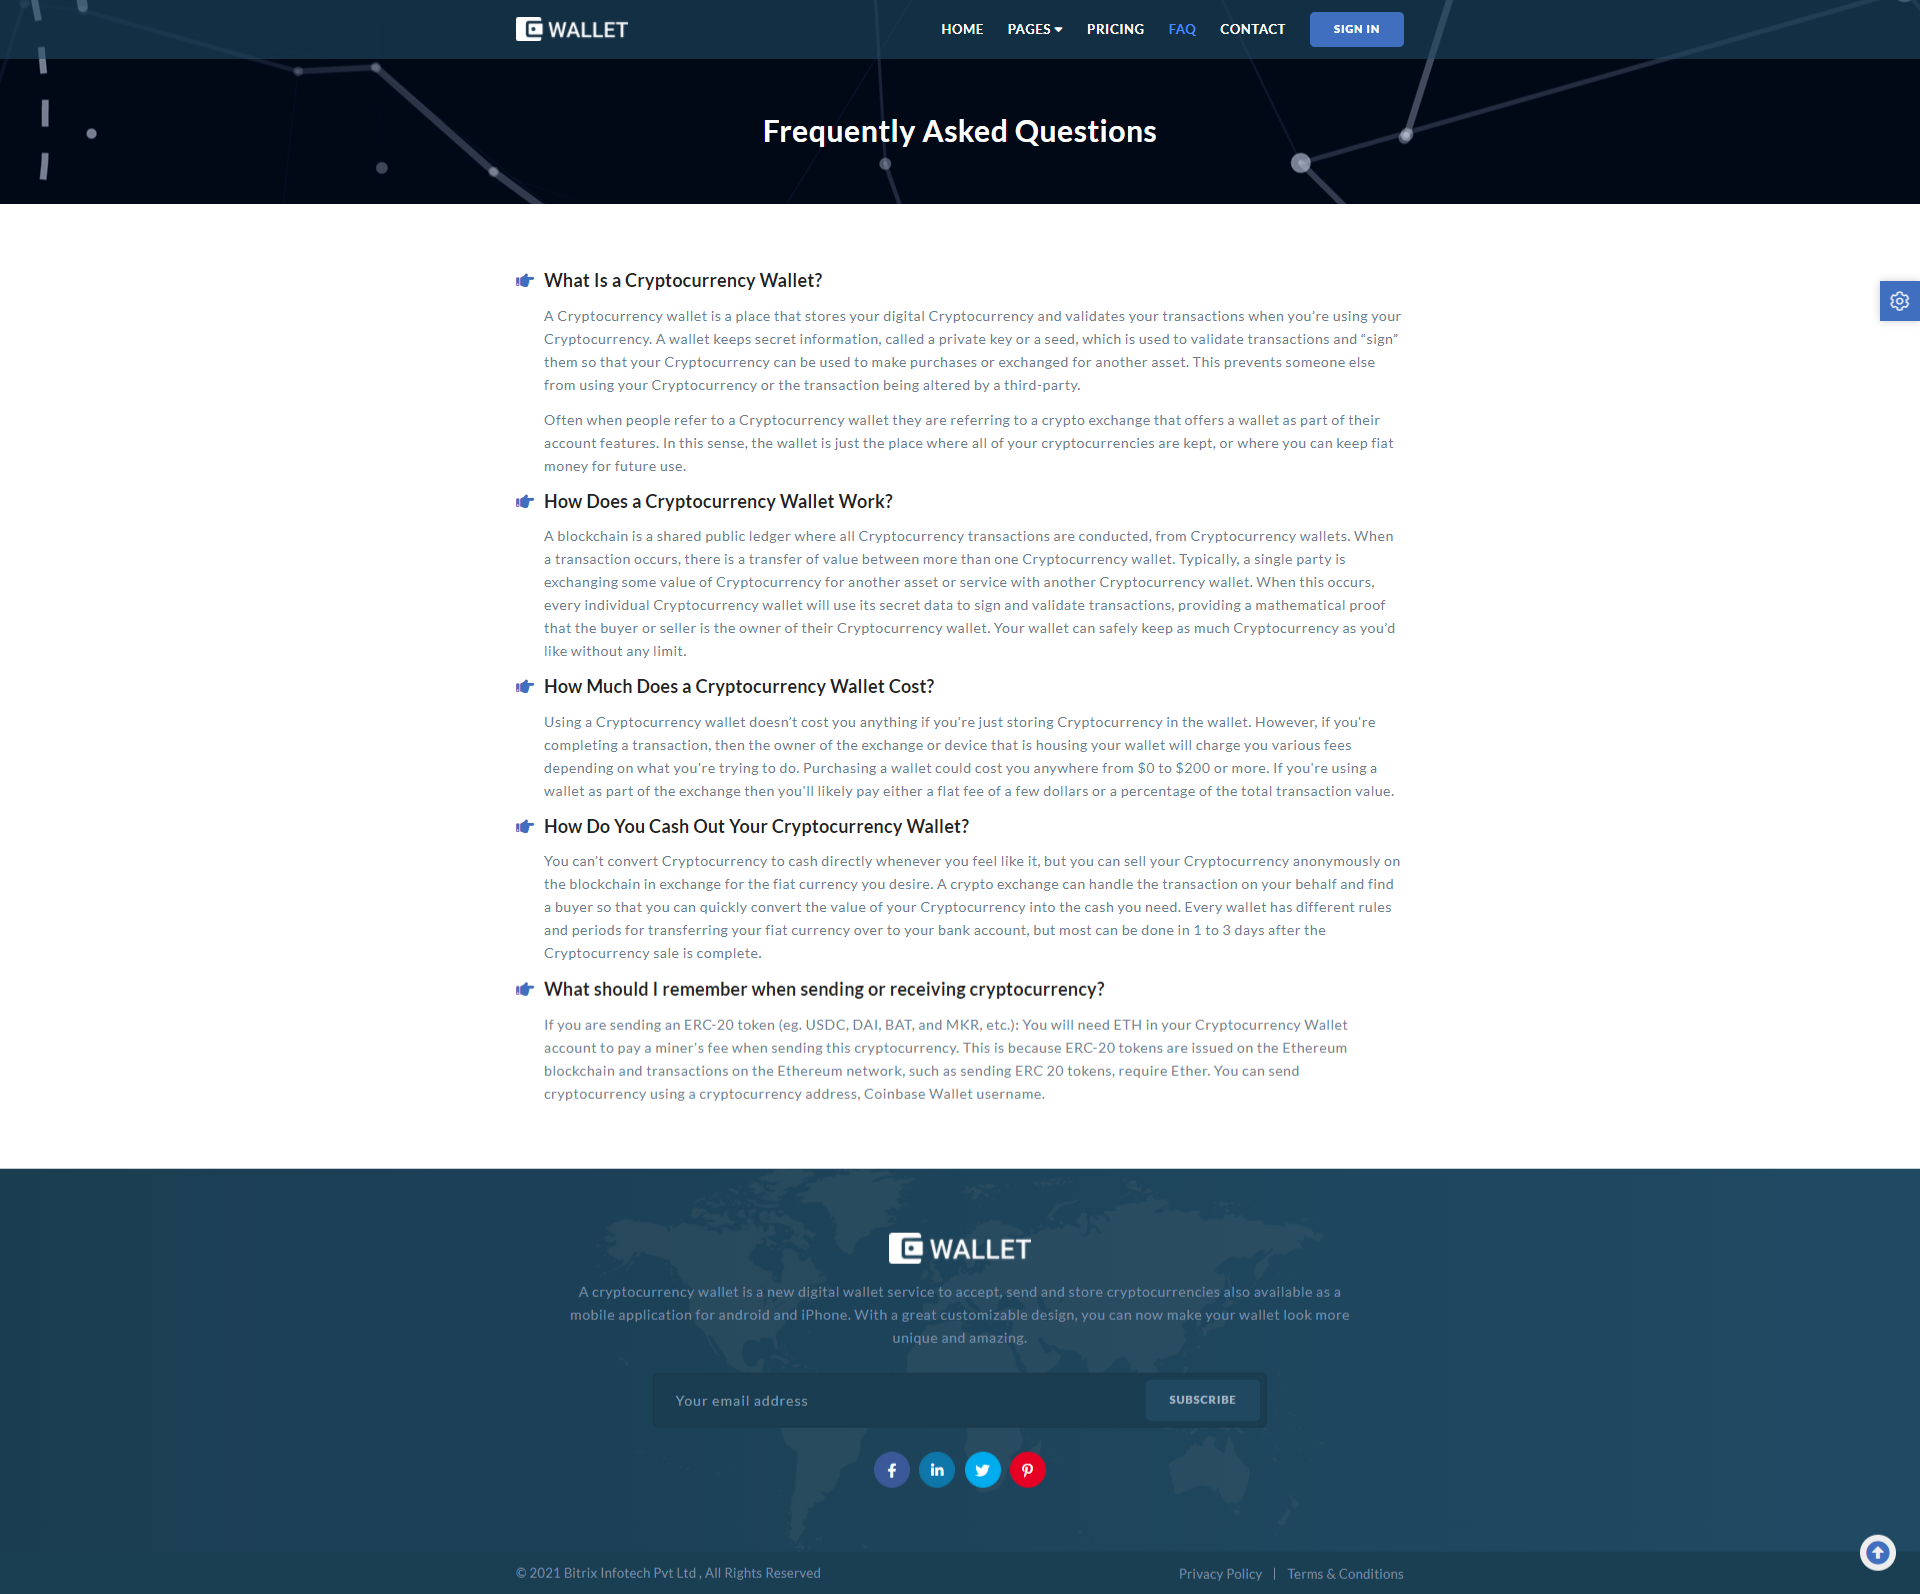 WALLET
HOME PAGES PRICING FAQ CONTACT SIGN IN
Frequently Asked Questions
What Is a Cryptocurrency Wallet?
A Cryptocurrency wallet is a place that stores your digital Cryptocurrency and validates your transactions when you’re using your
Cryptocurrency. A wallet keeps secret information, called a private key or a seed, which is used to validate transactions and “sign”
them so that your Cryptocurrency can be used to make purchases or exchanged for another asset. This prevents someone else
from using your Cryptocurrency or the transaction being altered by a third-party.
Often when people refer to a Cryptocurrency wallet they are referring to a crypto exchange that offers a wallet as part of their
account features. In this sense, the wallet is just the place where all of your cryptocurrencies are kept, or where you can keep fiat
money for future use.
How Does a Cryptocurrency Wallet Work?
A blockchain is a shared public ledger where all Cryptocurrency transactions are conducted, from Cryptocurrency wallets. When
a transaction occurs, there is a transfer of value between more than one Cryptocurrency wallet. Typically, a single party is
exchanging some value of Cryptocurrency for another asset or service with another Cryptocurrency wallet. When this occurs,
every individual Cryptocurrency wallet will use its secret data to sign and validate transactions, providing a mathematical proof
that the buyer or seller is the owner of their Cryptocurrency wallet. Your wallet can safely keep as much Cryptocurrency as you’d
like without any limit.
How Much Does a Cryptocurrency Wallet Cost?
Using a Cryptocurrency wallet doesn’t cost you anything if you’re just storing Cryptocurrency in the wallet. However, if you're
completing a transaction, then the owner of the exchange or device that is housing your wallet will charge you various fees
depending on what you're trying to do. Purchasing a wallet could cost you anywhere from $0 to $200 or more. If you're using a
wallet as part of the exchange then you'll likely pay either a flat fee of a few dollars or a percentage of the total transaction value.
How Do You Cash Out Your Cryptocurrency Wallet?
You can’t convert Cryptocurrency to cash directly whenever you feel like it, but you can sell your Cryptocurrency anonymously on
the blockchain in exchange for the fiat currency you desire. A crypto exchange can handle the transaction on your behalf and find
a buyer so that you can quickly convert the value of your Cryptocurrency into the cash you need. Every wallet has different rules
and periods for transferring your fiat currency over to your bank account, but most can be done in 1 to 3 days after the
Cryptocurrency sale is complete.
What should I remember when sending or receiving cryptocurrency?
If you are sending an ERC-20 token (eg. USDC, DAI, BAT, and MKR, etc.): You will need ETH in your Cryptocurrency Wallet
account to pay a miner's fee when sending this cryptocurrency. This is because ERC-20 tokens are issued on the Ethereum
blockchain and transactions on the Ethereum network, such as sending ERC 20 tokens, require Ether. You can send
cryptocurrency using a cryptocurrency address, Coinbase Wallet username.
WALLET
A cryptocurrency wallet is a new digital wallet service to accept, send and store cryptocurrencies also available as a
mobile application for android and iPhone. With a great customizable design, you can now make your wallet look more
unique and amazing.
Your email address SUBSCRIBE
© 2021 Bitrix Infotech Pvt Ltd , All Rights Reserved Privacy Policy | Terms & Conditions